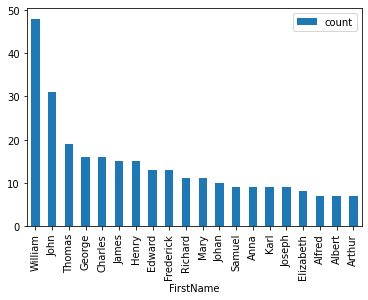 50
40
30
20
10
0
count
William
John
Thomas
George
Charles
James
Henry
Edward
Frederick
Richard
Mary
Johan
Samuel
Anna
Karl
Joseph
Elizabeth
Alfred
Albert
Arthur
FirstName